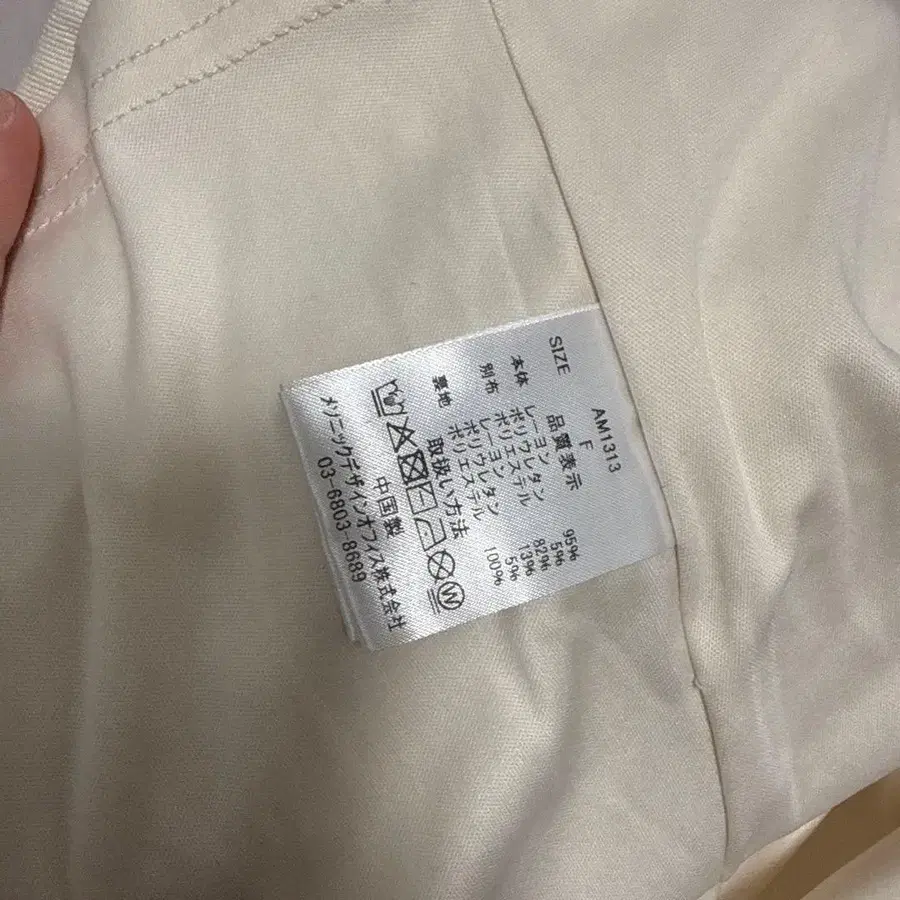 AM1313
SIZE F
品質表示
本体 レーヨン 95%
ポリウレタン 5%
別布 ポリエステル 82%
レーヨン 13%
ポリウレタン 5%
裏地 ポリエステル 100%
取扱い方法
W
中国製
メソニックデザインオフィス株式会社
03-6803-8689